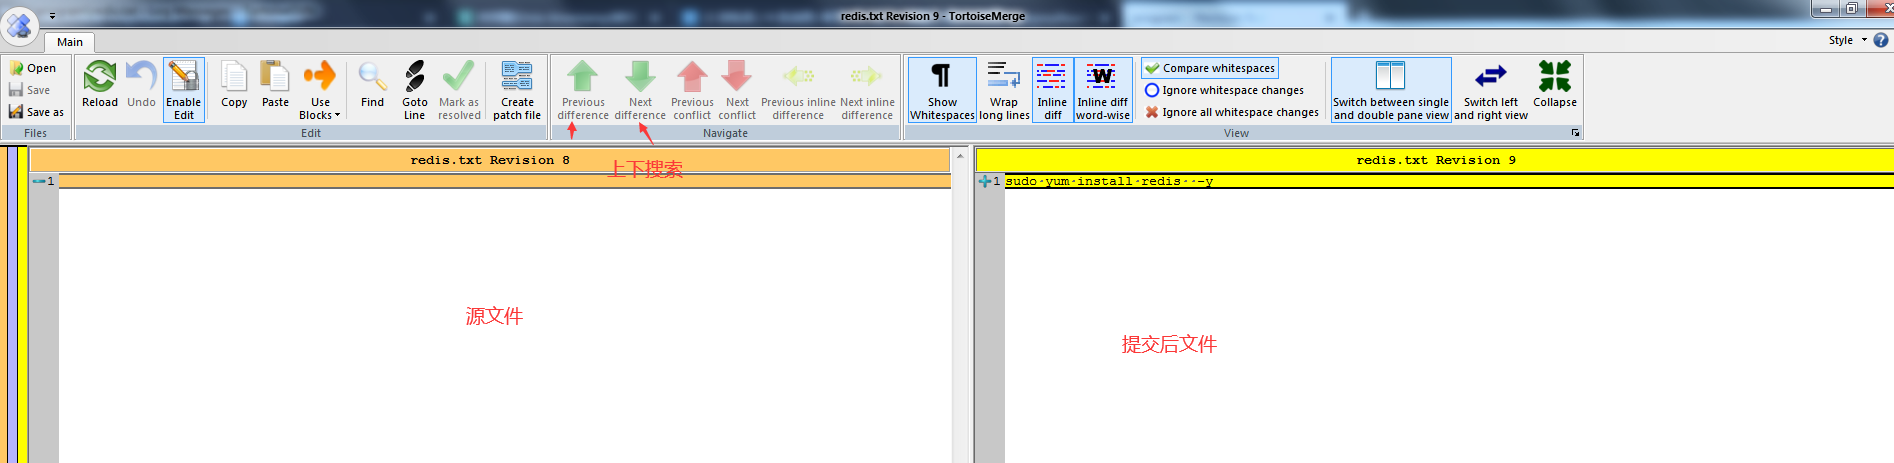 redis.txt Revision 9 - TortoiseMerge
Main
Style
Open
Save
Save as
Files
Reload
Undo
Enable
Edit
Copy
Paste
Use
Blocks
Find
Goto
Line
Mark as
resolved
Create
patch file
Edit
Previous
difference
Next
difference
Previous
conflict
Next
conflict
Previous inline
difference
Next inline
difference
Navigate
Show
Whitespaces
Wrap
long lines
Inline
diff
Inline diff
word-wise
Compare whitespaces
Ignore whitespace changes
Ignore all whitespace changes
Switch between single
and double pane view
Switch left
and right view
Collapse
View
上下搜索
redis.txt Revision 8
redis.txt Revision 9
1
1 sudo·yum·install·redis··-y
源文件
提交后文件